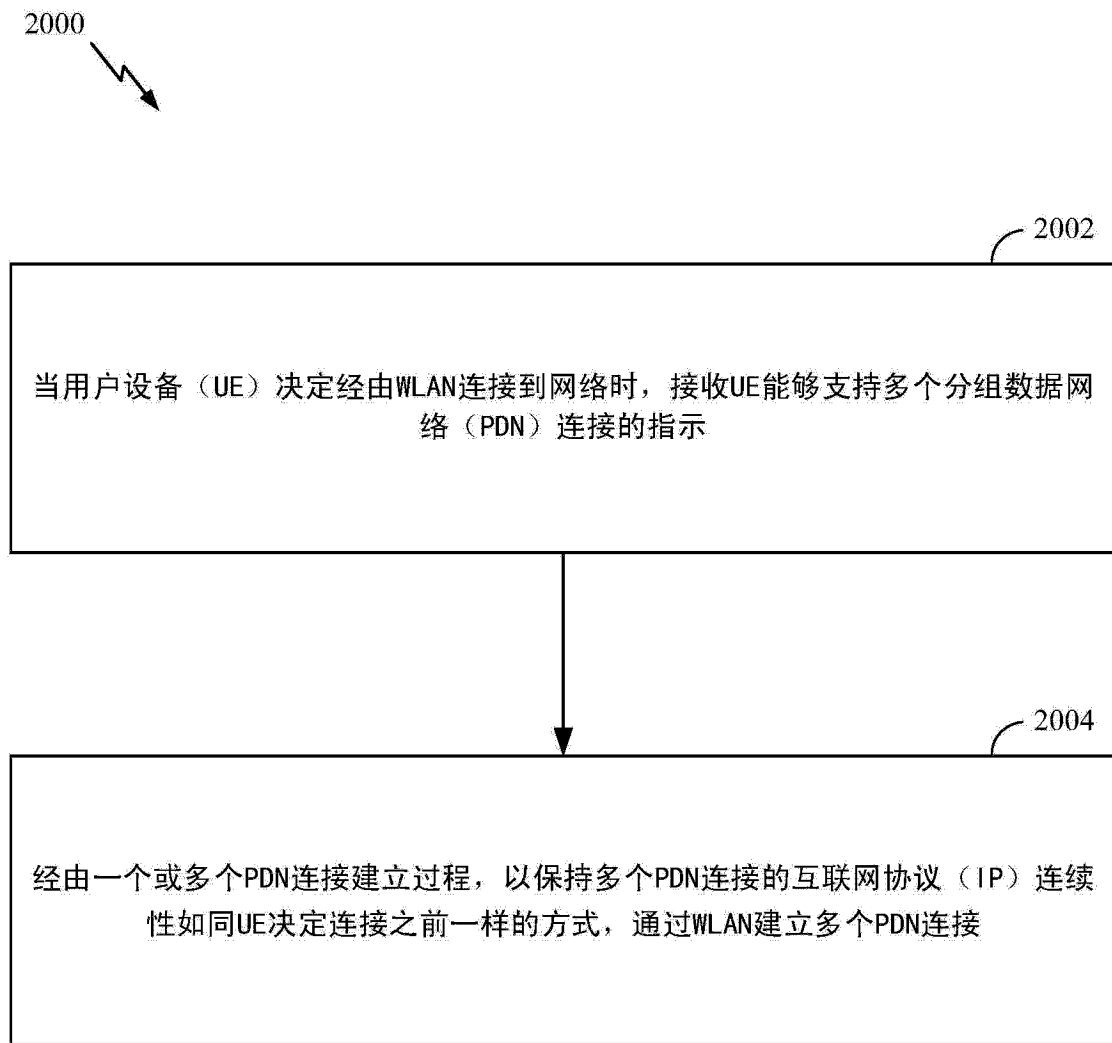 2000
2002
当用户设备（UE）决定经由WLAN连接到网络时，接收UE能够支持多个分组数据网
络（PDN）连接的指示
2004
经由一个或多个PDN连接建立过程，以保持多个PDN连接的互联网协议（IP）连续
性如同UE决定连接之前一样的方式，通过WLAN建立多个PDN连接